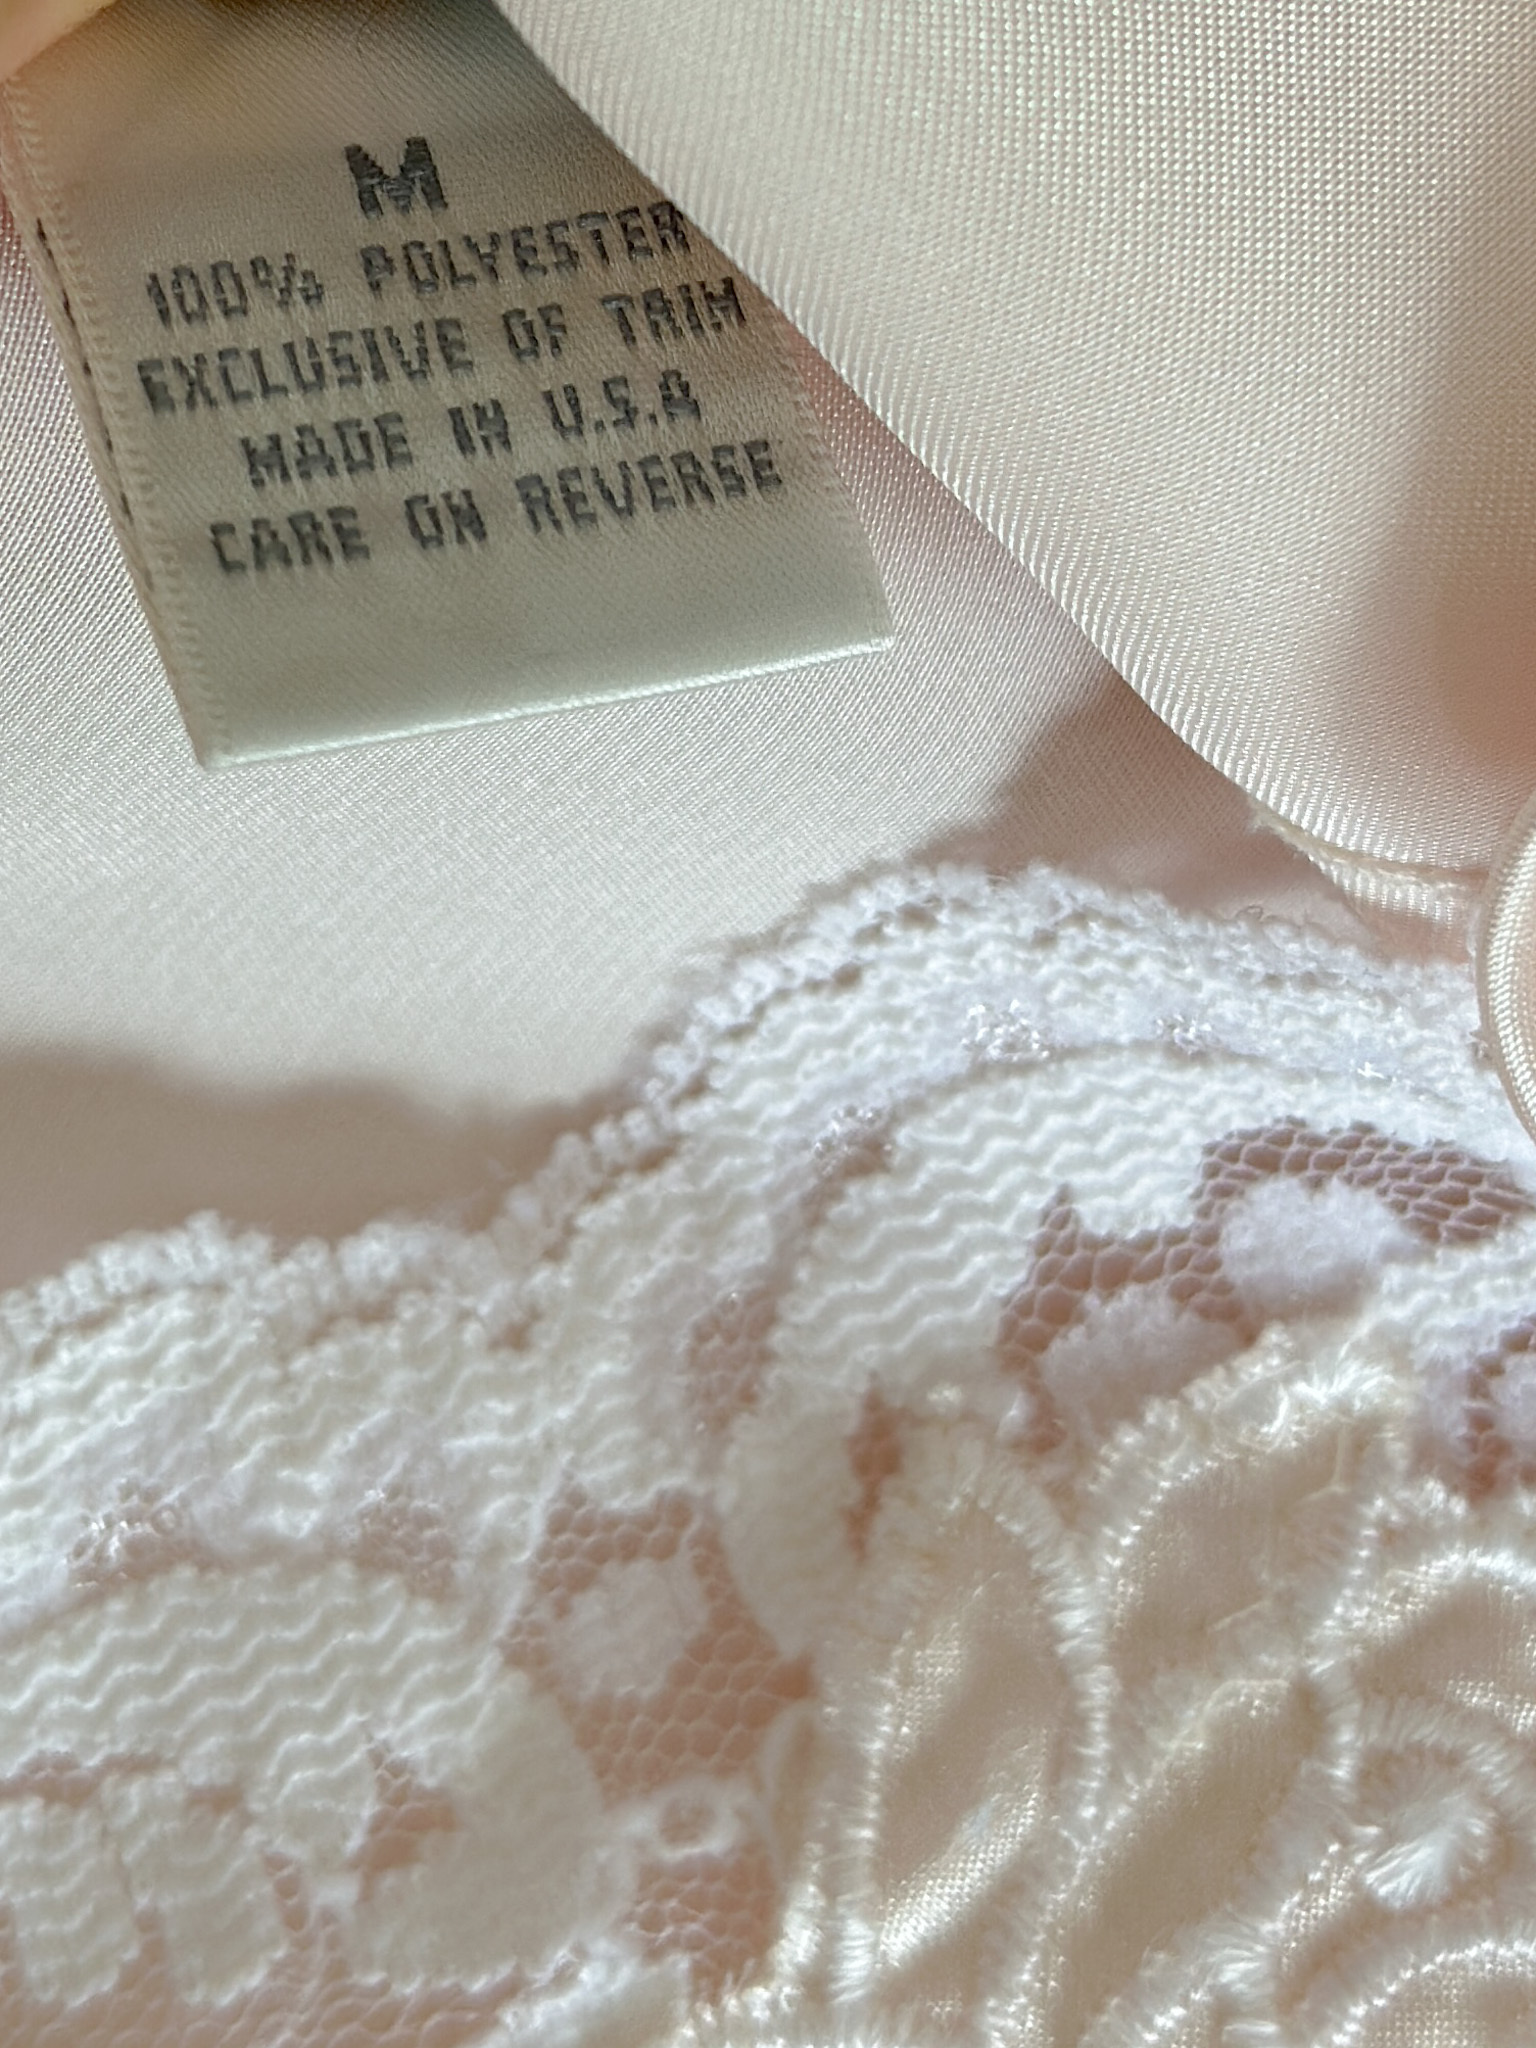 M
100% POLYESTER
EXCLUSIVE OF TRIM
MADE IN U.S.A
CARE ON REVERSE